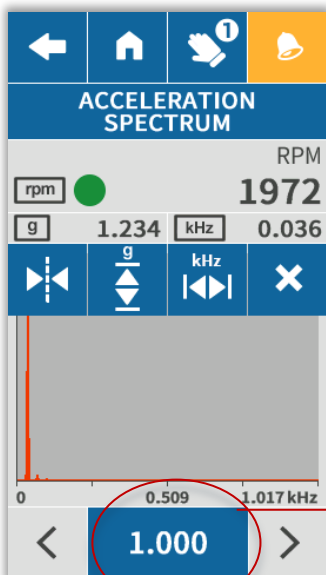 1
ACCELERATION
SPECTRUM
RPM
rpm 1972
g 1.234 kHz 0.036
g kHz
0 0.509 1.017 kHz
1.000